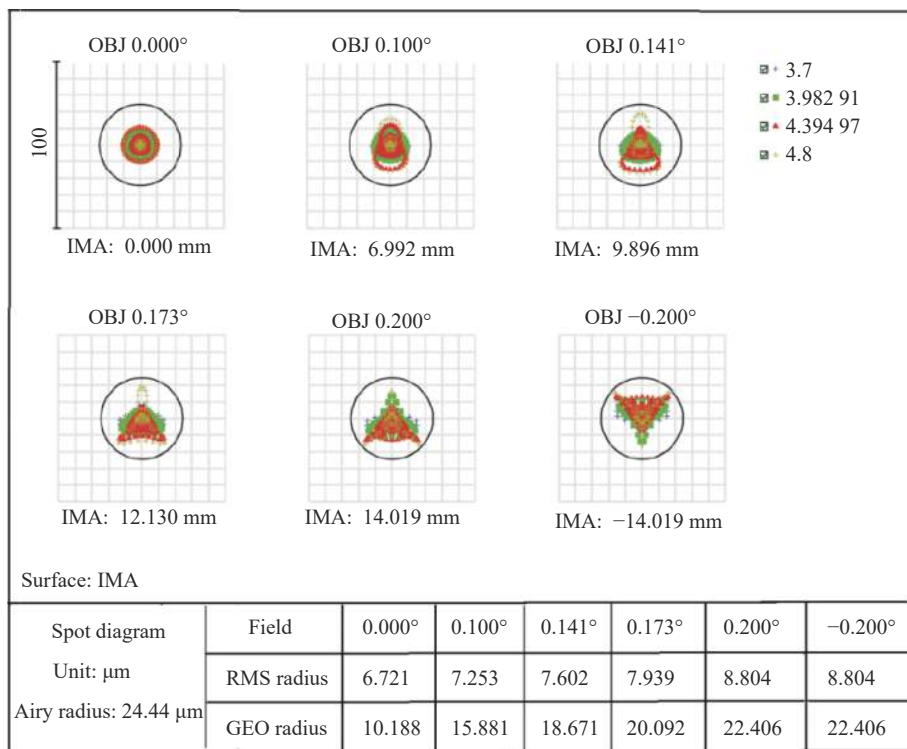 OBJ 0.000° OBJ 0.100° OBJ 0.141°
3.7
3.982 91
4.394 97
4.8
100
IMA: 0.000 mm IMA: 6.992 mm IMA: 9.896 mm
OBJ 0.173° OBJ 0.200° OBJ −0.200°
IMA: 12.130 mm IMA: 14.019 mm IMA: −14.019 mm
Surface: IMA
Spot diagram
Unit: μm
Airy radius: 24.44 μm
Field 0.000° 0.100° 0.141° 0.173° 0.200° −0.200°
RMS radius 6.721 7.253 7.602 7.939 8.804 8.804
GEO radius 10.188 15.881 18.671 20.092 22.406 22.406